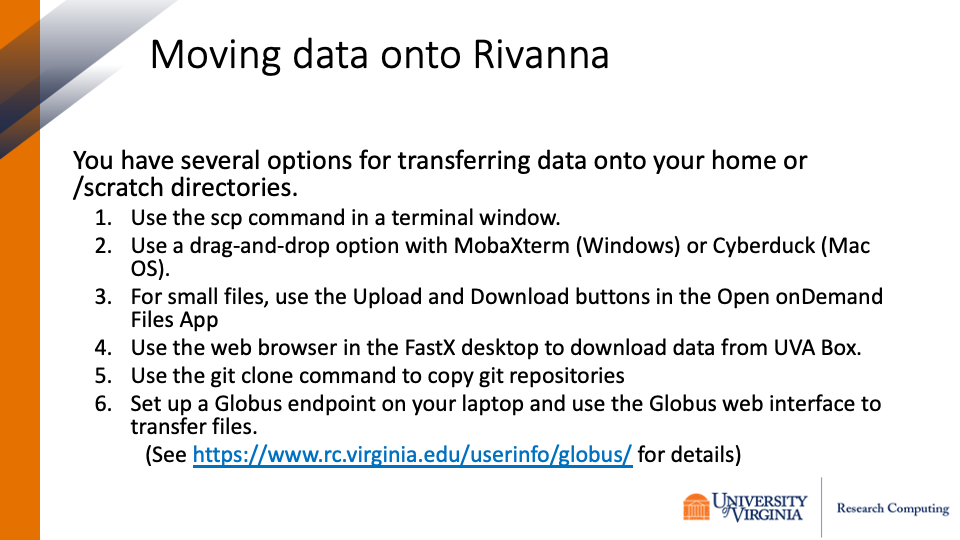 Moving data onto Rivanna
You have several options for transferring data onto your home or
/scratch directories.
1. Use the scp command in a terminal window.
2. Use a drag-and-drop option with MobaXterm (Windows) or Cyberduck (Mac
OS).
3. For small files, use the Upload and Download buttons in the Open onDemand
Files App
4. Use the web browser in the FastX desktop to download data from UVA Box.
5. Use the git clone command to copy git repositories
6. Set up a Globus endpoint on your laptop and use the Globus web interface to
transfer files.
(See https://www.rc.virginia.edu/userinfo/globus/ for details)
UNIVERSITY
of VIRGINIA
Research Computing